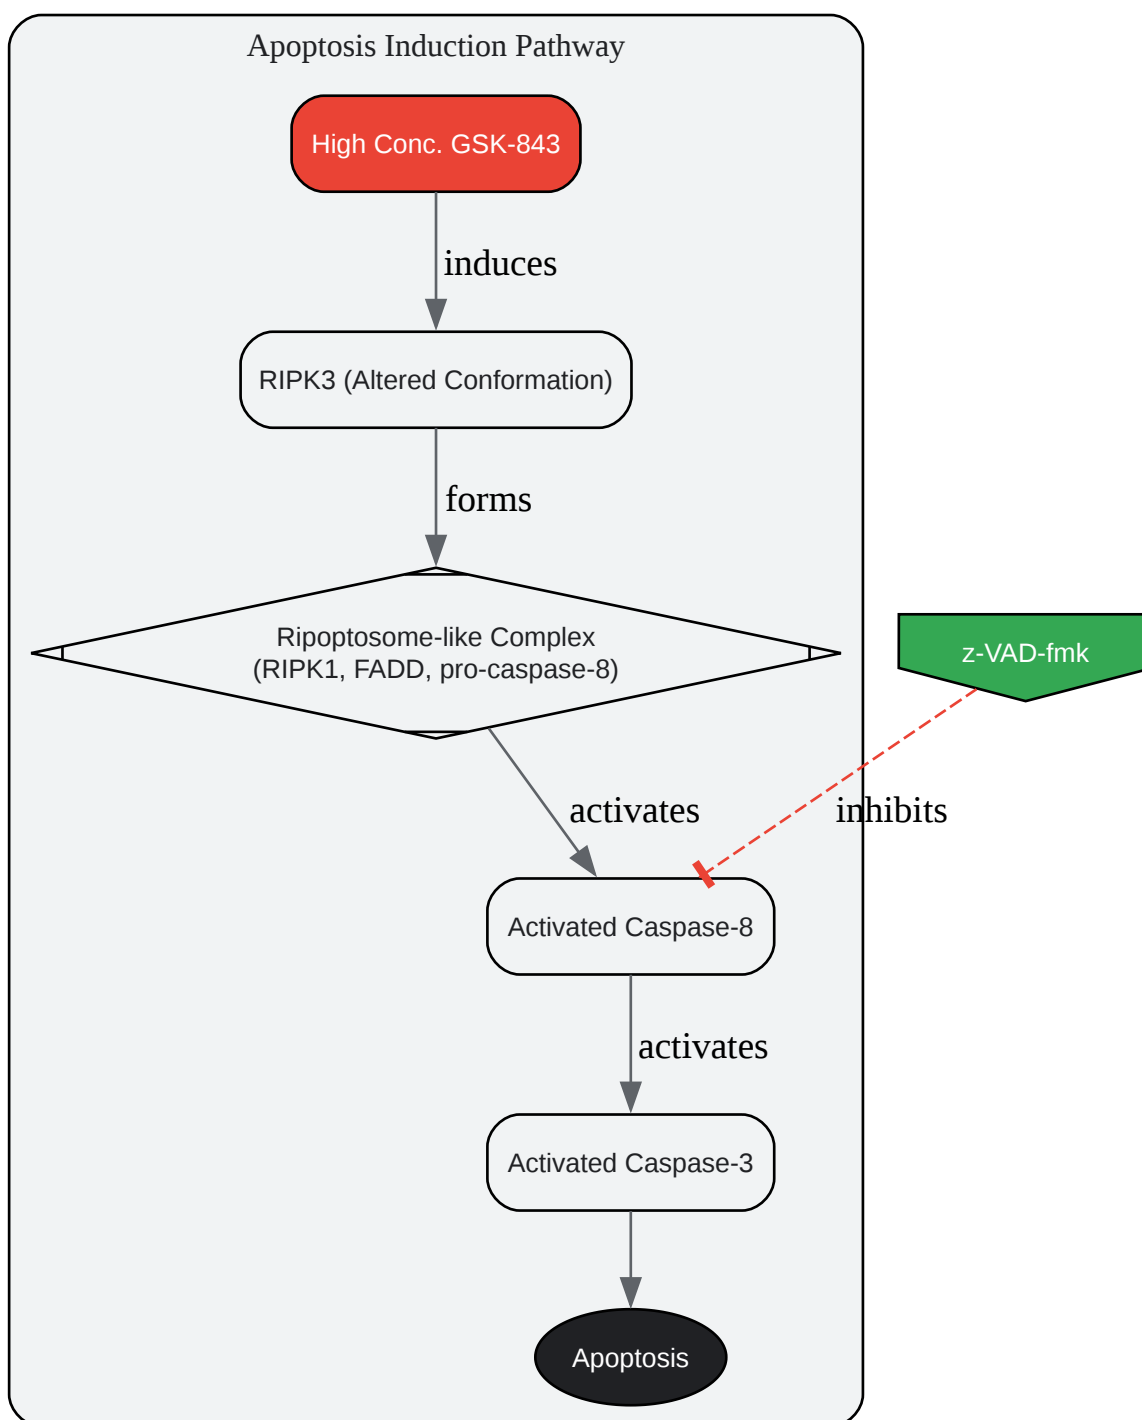 Apoptosis Induction Pathway
High Conc. GSK-843
induces
RIPK3 (Altered Conformation)
forms
Ripoptosome-like Complex
(RIPK1, FADD, pro-caspase-8)
z-VAD-fmk
activates
inhibits
Activated Caspase-8
activates
Activated Caspase-3
Apoptosis